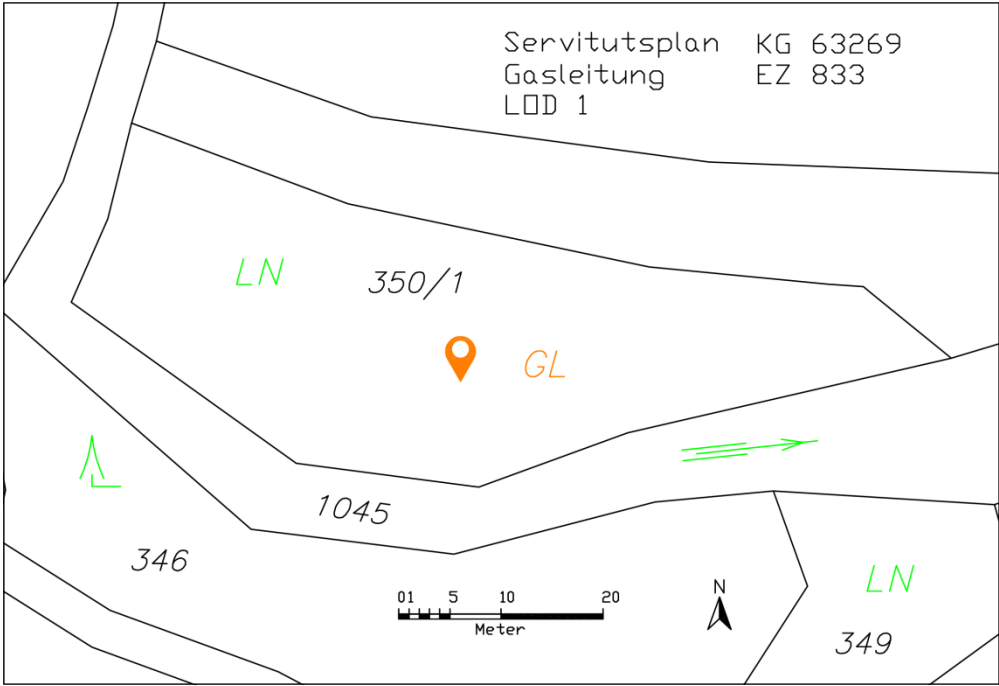 Servitutsplan KG 63269
Gasleitung EZ 833
LOD 1
LN
350/1
GL
1045
346
LN
349
01 5 10 20
Meter
N